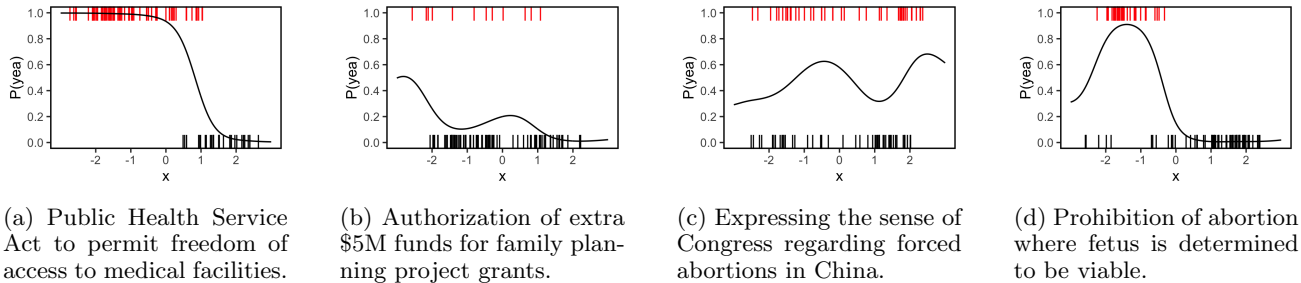 1.0
0.8
0.6
0.4
0.2
0.0
P(yea)
-2 -1 0 1 2
x
(a) Public Health Service
Act to permit freedom of
access to medical facilities.
1.0
0.8
0.6
0.4
0.2
0.0
P(yea)
-2 -1 0 1 2
x
(b) Authorization of extra
$5M funds for family plan-
ning project grants.
1.0
0.8
0.6
0.4
0.2
0.0
P(yea)
-2 -1 0 1 2
x
(c) Expressing the sense of
Congress regarding forced
abortions in China.
1.0
0.8
0.6
0.4
0.2
0.0
P(yea)
-2 -1 0 1 2
x
(d) Prohibition of abortion
where fetus is determined
to be viable.